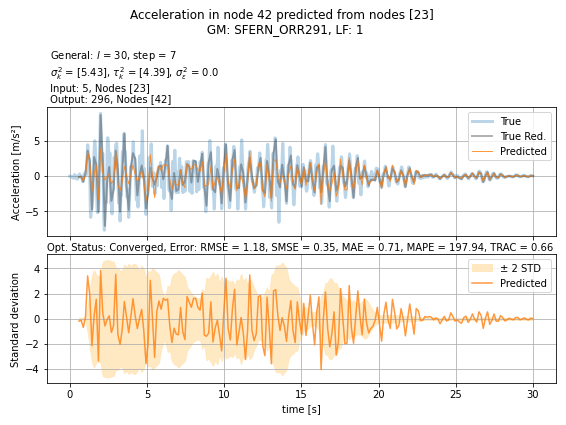 Acceleration in node 42 predicted from nodes [23]
GM: SFERN_ORR291, LF: 1
General: l = 30, step = 7
σ²ₖ = [5.43], τ²ₖ = [4.39], σ²_ε = 0.0
Input: 5, Nodes [23]
Output: 296, Nodes [42]
Acceleration [m/s²]
5
0
−5
True
True Red.
Predicted
Opt. Status: Converged, Error: RMSE = 1.18, SMSE = 0.35, MAE = 0.71, MAPE = 197.94, TRAC = 0.66
Standard deviation
4
2
0
−2
−4
± 2 STD
Predicted
0 5 10 15 20 25 30
time [s]